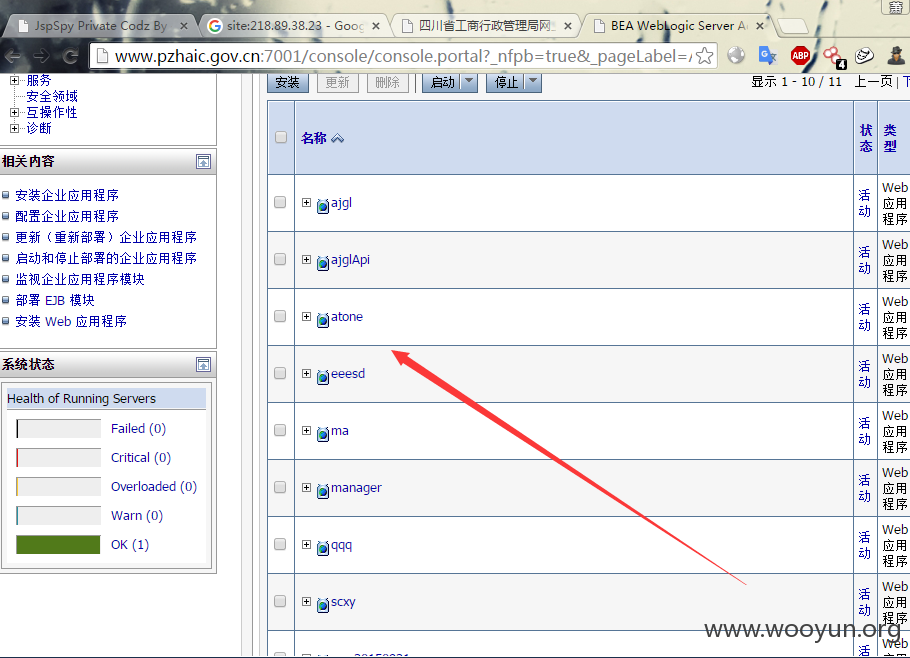 JspSpy Private Codz By
site:218.89.38.23 - Goog
四川省工商行政管理局网
BEA WebLogic Server A
www.pzhaic.gov.cn:7001/console/console.portal?_nfpb=true&_pageLabel=
ABP
4
服务
安全领域
互操作性
诊断
相关内容
安装企业应用程序
配置企业应用程序
更新（重新部署）企业应用程序
启动和停止部署的企业应用程序
监视企业应用程序模块
部署 EJB 模块
安装 Web 应用程序
系统状态
Health of Running Servers
Failed (0)
Critical (0)
Overloaded (0)
Warn (0)
OK (1)
安装 更新 删除 启动 停止 显示 1 - 10 / 11 上一页 |
名称 状态 类型
ajgl 活动 Web 应用程序
ajglApi 活动 Web 应用程序
atone 活动 Web 应用程序
eeesd 活动 Web 应用程序
ma 活动 Web 应用程序
manager 活动 Web 应用程序
qqq 活动 Web 应用程序
scxy 活动 Web 应用程序
活 Web
www.wooyun.org